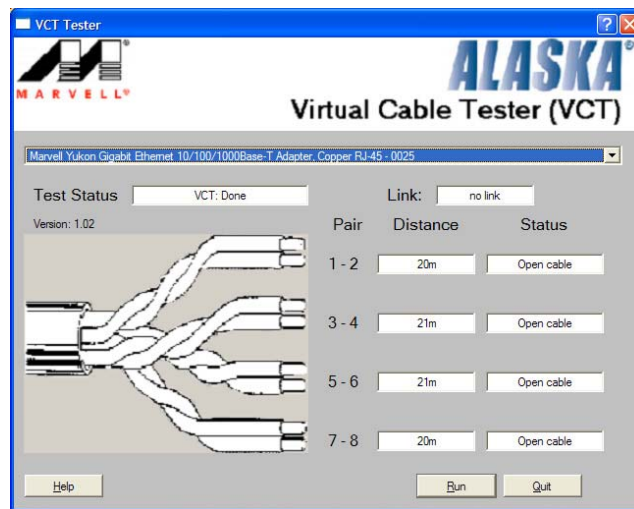 VCT Tester
MARVELL®
ALASKA®
Virtual Cable Tester (VCT)
Marvell Yukon Gigabit Ethernet 10/100/1000Base-T Adapter, Copper RJ-45 - 0025
Test Status VCT: Done Link: no link
Version: 1.02 Pair Distance Status
1 - 2 20m Open cable
3 - 4 21m Open cable
5 - 6 21m Open cable
7 - 8 20m Open cable
Help Run Quit